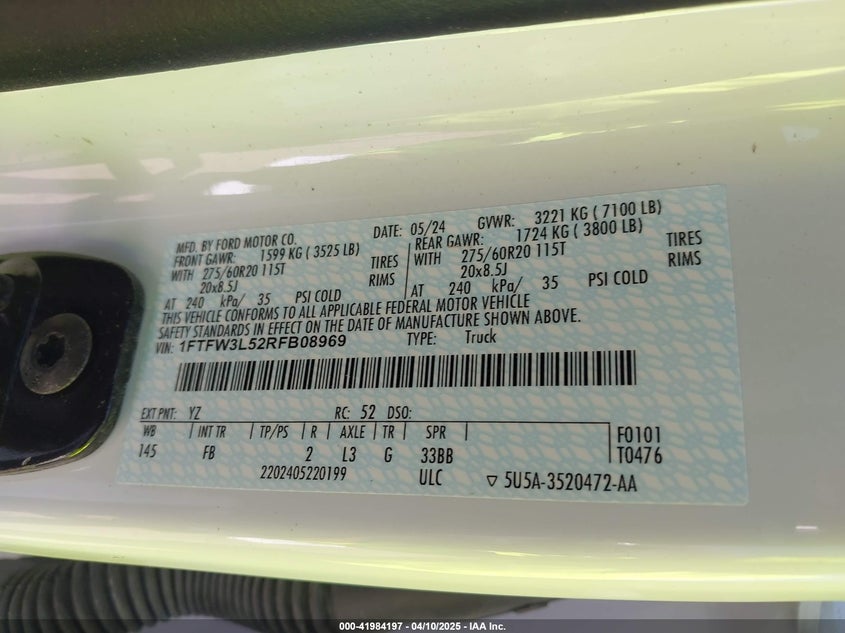 MFD. BY FORD MOTOR CO.
DATE: 05/24 GVWR: 3221 KG ( 7100 LB)
FRONT GAWR: 1599 KG ( 3525 LB)
WITH 275/60R20 115T TIRES
20x8.5J RIMS
AT 240 kPa/ 35 PSI COLD
REAR GAWR: 1724 KG ( 3800 LB)
WITH 275/60R20 115T TIRES
20x8.5J RIMS
AT 240 kPa/ 35 PSI COLD
THIS VEHICLE CONFORMS TO ALL APPLICABLE FEDERAL MOTOR VEHICLE
SAFETY STANDARDS IN EFFECT ON THE DATE OF MANUFACTURE SHOWN ABOVE.
VIN: 1FTFW3L52RFB08969 TYPE: Truck
EXT PNT: YZ RC: 52 DSO:
WB INT TR TP/PS R AXLE TR SPR F0101
145 FB 2 L3 G 33BB T0476
2202405220199 ULC ▽ 5U5A-3520472-AA
000-41984197 - 04/10/2025 - IAA Inc.